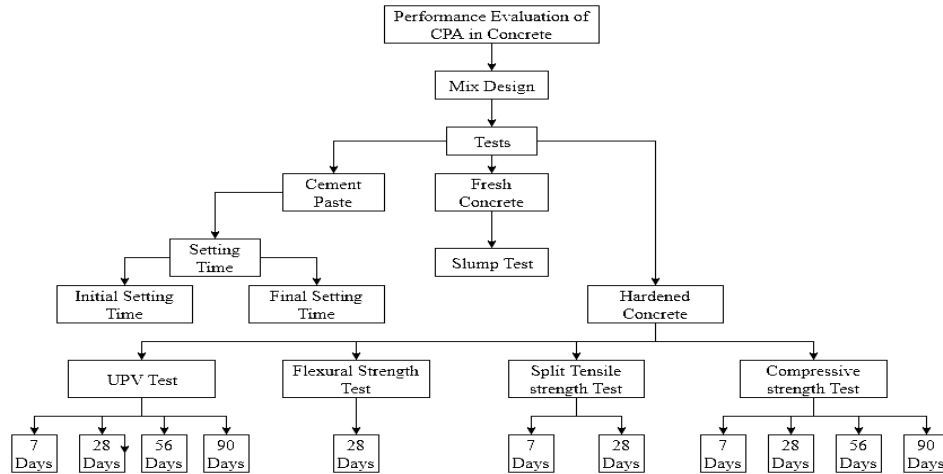 Performance Evaluation of
CPA in Concrete
Mix Design
Tests
Cement
Paste
Fresh
Concrete
Setting
Time
Slump Test
Initial Setting
Time
Final Setting
Time
Hardened
Concrete
UPV Test
Flexural Strength
Test
Split Tensile
strength Test
Compressive
strength Test
7
Days
28
Days
56
Days
90
Days
28
Days
7
Days
28
Days
7
Days
28
Days
56
Days
90
Days